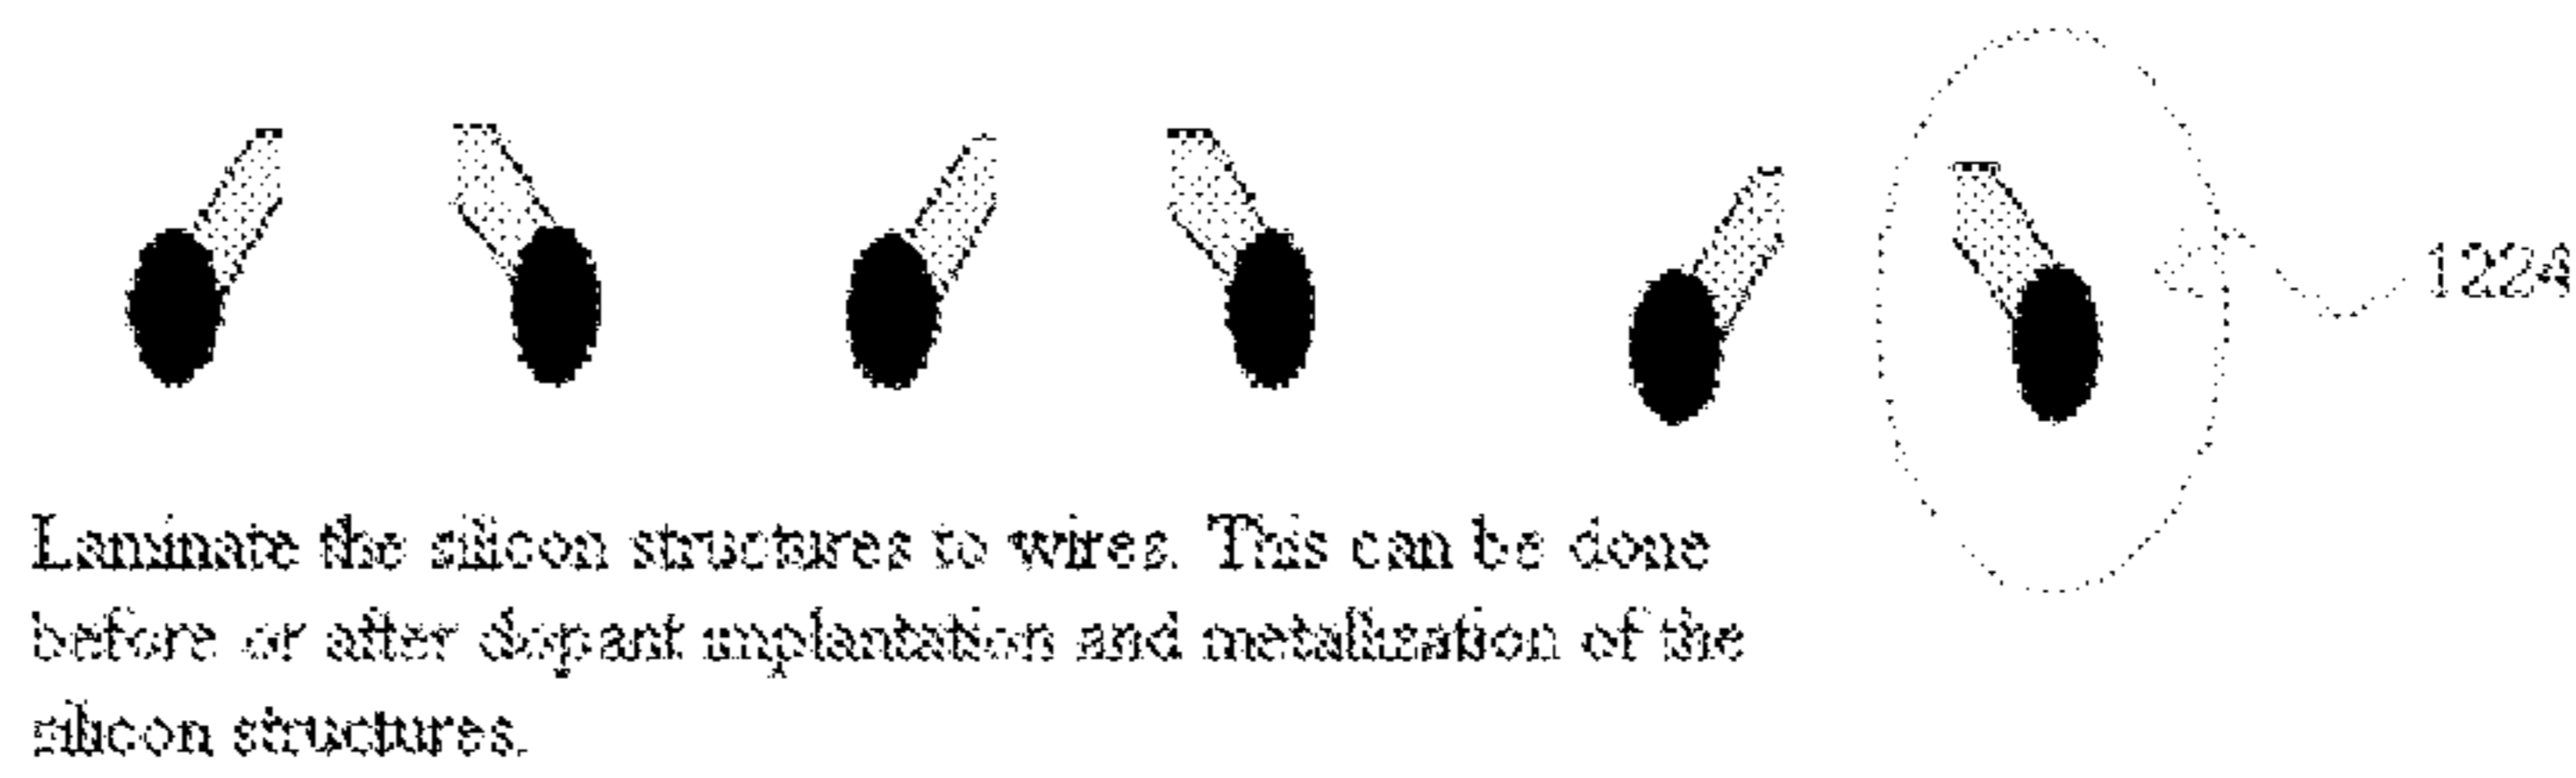 1224
Laminate the silicon structures to wires. This can be done
before or after dopant implantation and metallization of the
silicon structures.